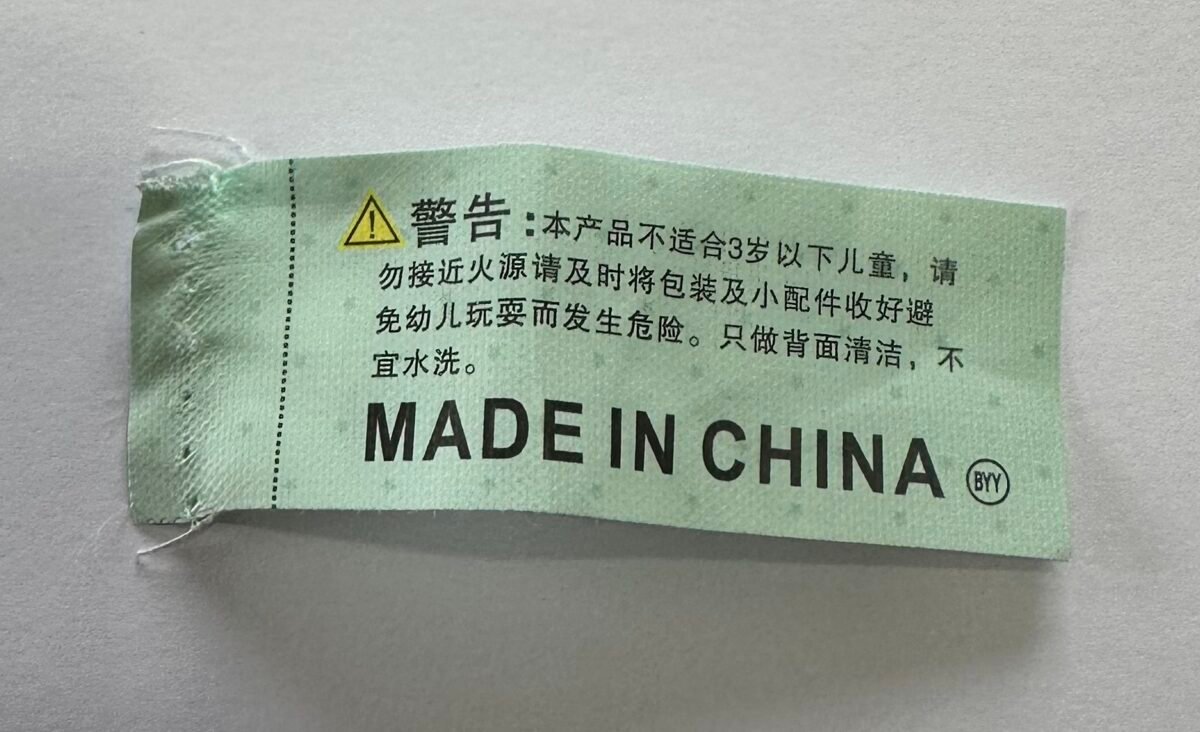 警告:本产品不适合3岁以下儿童，请
勿接近火源请及时将包装及小配件收好避
免幼儿玩耍而发生危险。只做背面清洁，不
宜水洗。
MADE IN CHINA BYY